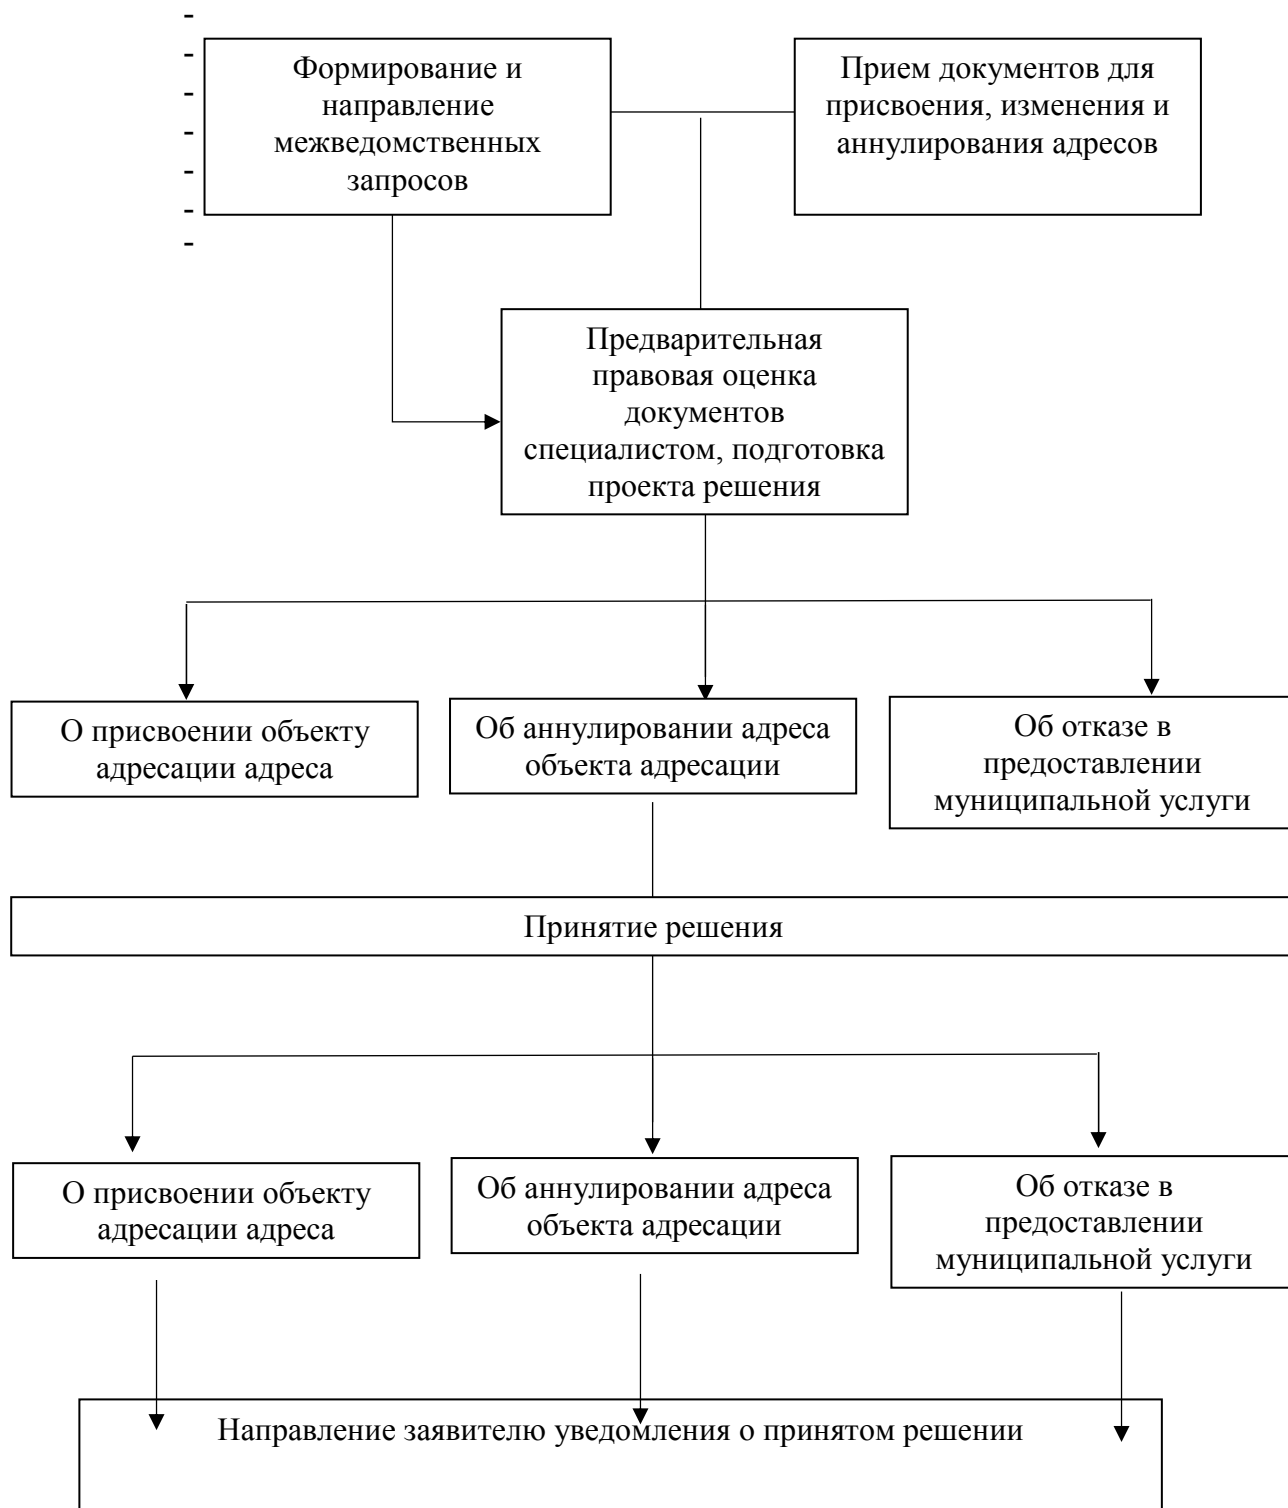 -
-
-
-
-
-
-
Формирование и
направление
межведомственных
запросов
Прием документов для
присвоения, изменения и
аннулирования адресов
Предварительная
правовая оценка
документов
специалистом, подготовка
проекта решения
О присвоении объекту
адресации адреса
Об аннулировании адреса
объекта адресации
Об отказе в
предоставлении
муниципальной услуги
Принятие решения
О присвоении объекту
адресации адреса
Об аннулировании адреса
объекта адресации
Об отказе в
предоставлении
муниципальной услуги
Направление заявителю уведомления о принятом решении